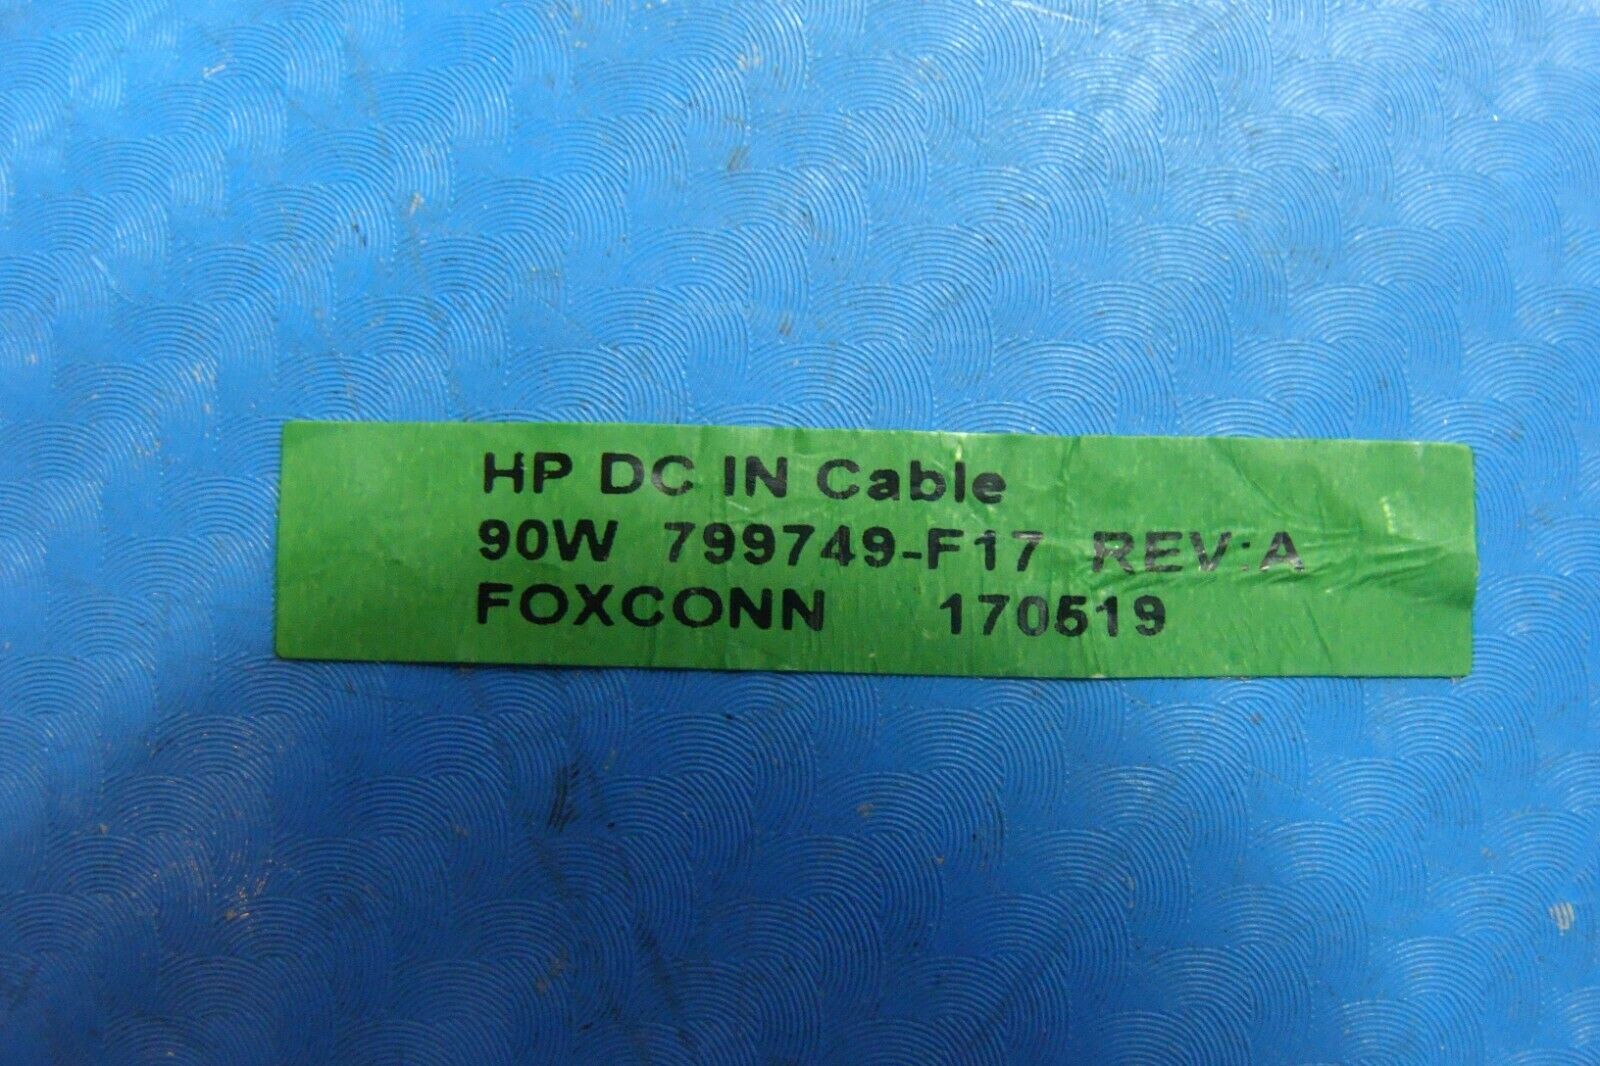 HP DC IN Cable
90W 799749-F17 REV:A
FOXCONN 170519